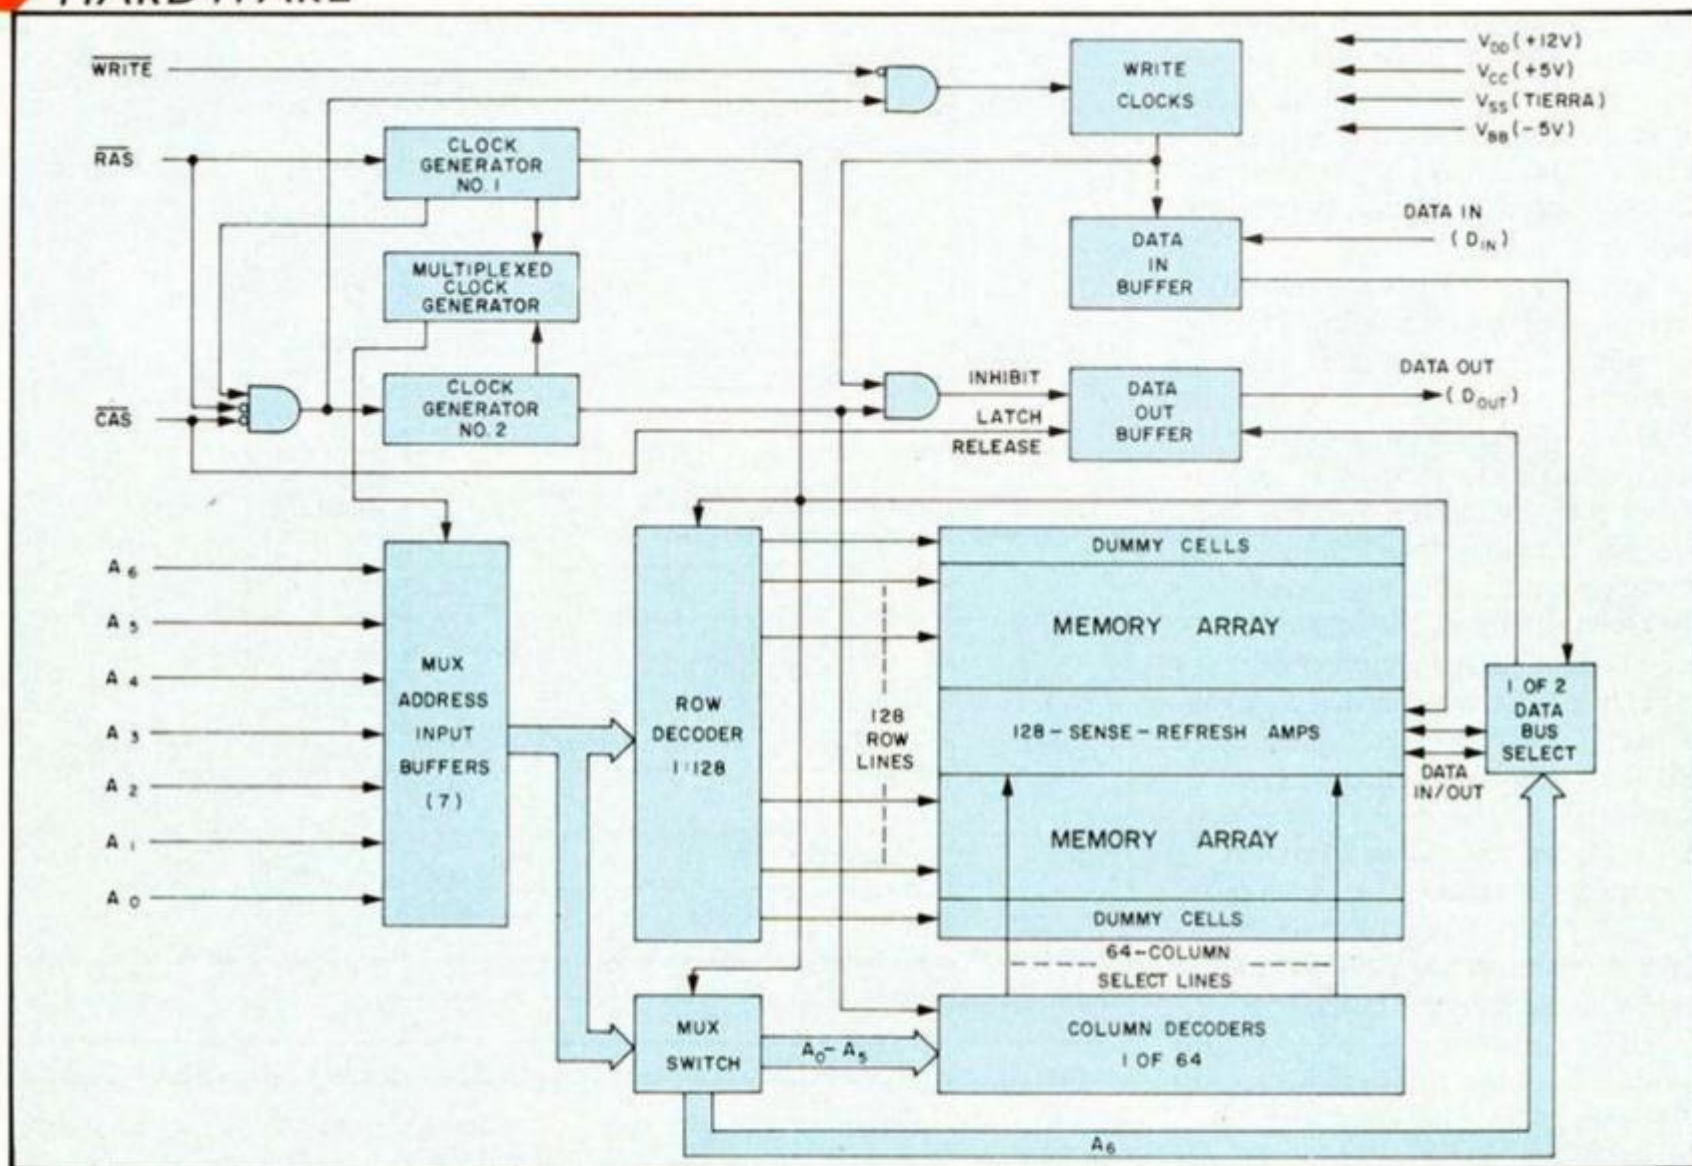 HARDWARE
WRITE
RAS
CAS
CLOCK
GENERATOR
NO. 1
MULTIPLEXED
CLOCK
GENERATOR
CLOCK
GENERATOR
NO. 2
WRITE
CLOCKS
V_DD (+12V)
V_CC (+5V)
V_SS (TIERRA)
V_BB (-5V)
DATA
IN
BUFFER
DATA IN
(D_IN)
INHIBIT
LATCH
RELEASE
DATA
OUT
BUFFER
DATA OUT
(D_OUT)
A6
A5
A4
A3
A2
A1
A0
MUX
ADDRESS
INPUT
BUFFERS
(7)
ROW
DECODER
1:128
128
ROW
LINES
DUMMY CELLS
MEMORY ARRAY
128-SENSE-REFRESH AMPS
MEMORY ARRAY
DUMMY CELLS
1 OF 2
DATA
BUS
SELECT
DATA
IN/OUT
64-COLUMN
SELECT LINES
MUX
SWITCH
A0-A5
COLUMN DECODERS
1 OF 64
A6